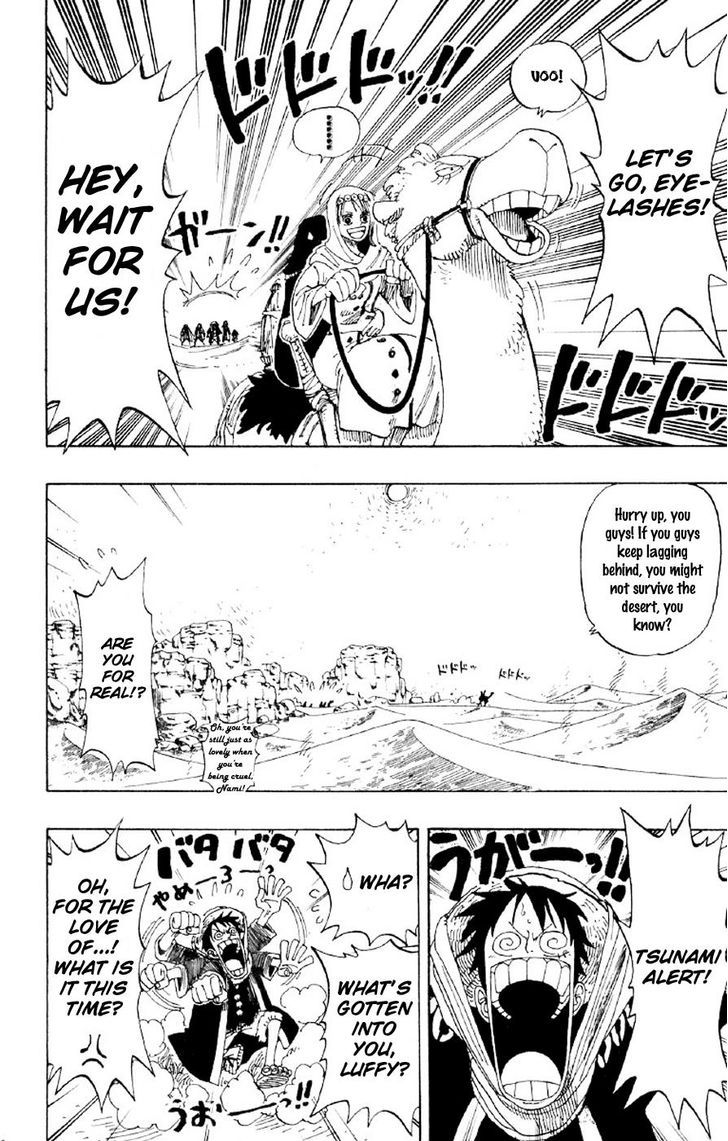 LET'S
GO, EYE-
LASHES!
UOO!
ドドドッ!!
......
ガーン!!
HEY,
WAIT
FOR
US!
ドドドッ
Hurry up, you
guys! If you guys
keep lagging
behind, you might
not survive the
desert, you
know?
ドドドッ
Oh, you're
still just as
lovely when
you're
being cruel,
Nami!
ARE
YOU
FOR
REAL!?
うがーっ!!
TSUNAMI
ALERT!
WHA?
WHAT'S
GOTTEN
INTO
YOU,
LUFFY?
バタバタ
やめーろーっ
うおーーっ!!
OH,
FOR THE
LOVE
OF...!
WHAT IS
IT THIS
TIME?